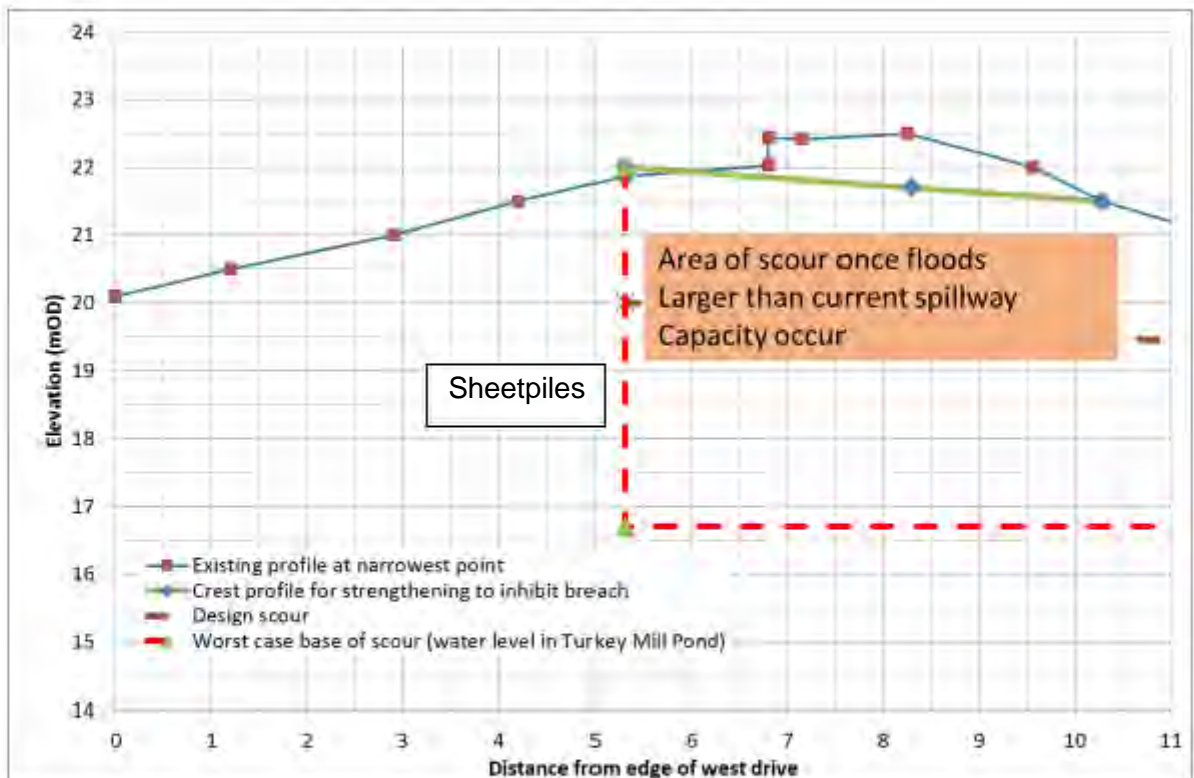 24
23
22
21
20
19
18
17
16
15
14
Elevation (mOD)
Area of scour once floods
Larger than current spillway
Capacity occur
Sheetpiles
Existing profile at narrowest point
Crest profile for strengthening to inhibit breach
Design scour
Worst case base of scour (water level in Turkey Mill Pond)
0 1 2 3 4 5 6 7 8 9 10 11
Distance from edge of west drive